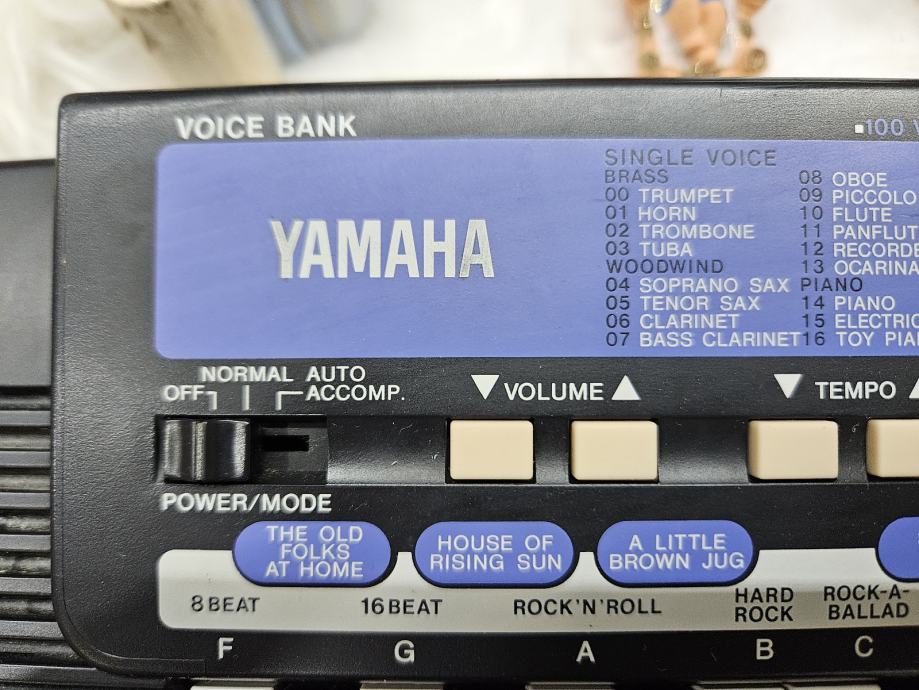 VOICE BANK
100
YAMAHA
SINGLE VOICE
BRASS
00 TRUMPET
01 HORN
02 TROMBONE
03 TUBA
WOODWIND
04 SOPRANO SAX
05 TENOR SAX
06 CLARINET
07 BASS CLARINET
08 OBOE
09 PICCOLO
10 FLUTE
11 PANFLUT
12 RECORDE
13 OCARINA
PIANO
14 PIANO
15 ELECTRIC
16 TOY PIA
OFF NORMAL AUTO
ACCOMP.
▼ VOLUME ▲
▼ TEMPO
POWER/MODE
THE OLD
FOLKS
AT HOME
HOUSE OF
RISING SUN
A LITTLE
BROWN JUG
8 BEAT
16 BEAT
ROCK'N'ROLL
HARD
ROCK
ROCK-A-
BALLAD
F G A B C